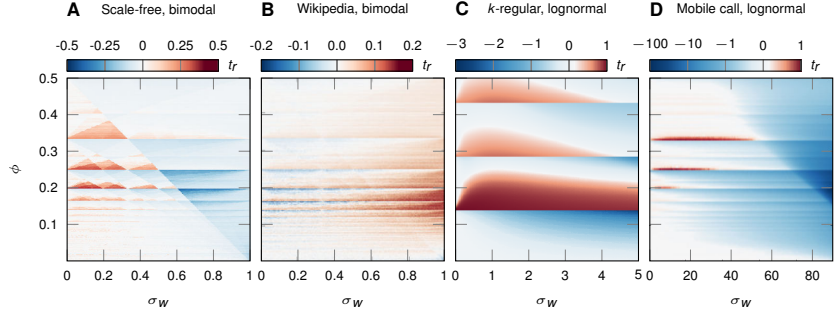 A Scale-free, bimodal
-0.5 -0.25 0 0.25 0.5 tr
B Wikipedia, bimodal
-0.2 -0.1 0 0.1 0.2 tr
C k-regular, lognormal
−3 −2 −1 0 1 tr
D Mobile call, lognormal
-100 −10 −1 0 1 tr
0.5
0.4
0.3
0.2
0.1
ϕ
0 0.2 0.4 0.6 0.8 1
0 0.2 0.4 0.6 0.8 1
0 1 2 3 4 5
0 20 40 60 80
σw σw σw σw